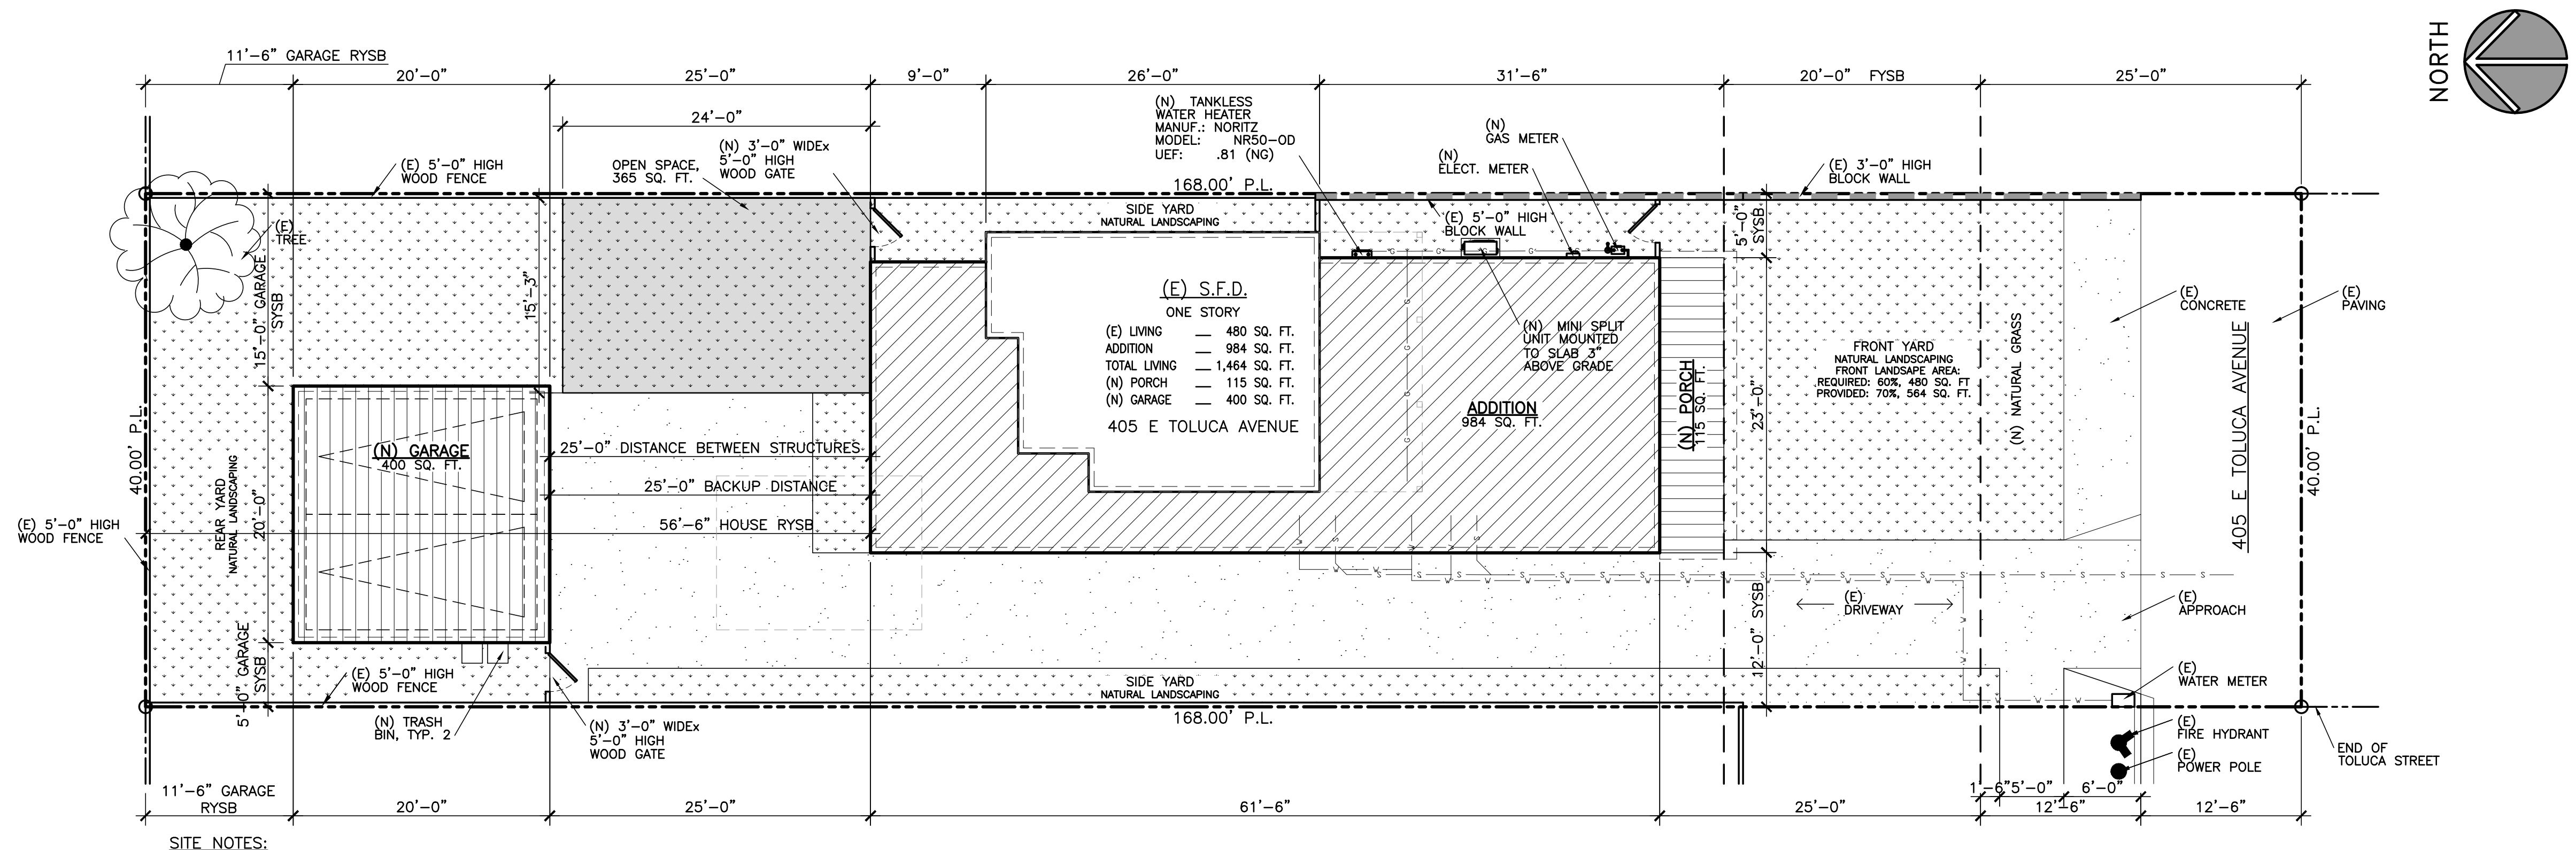 NORTH
11'-6" GARAGE RYSB
20'-0"
25'-0"
9'-0"
26'-0"
31'-6"
20'-0" FYSB
25'-0"
24'-0"
(N) TANKLESS
WATER HEATER
MANUF.: NORITZ
MODEL: NR50-OD
UEF: .81 (NG)
(N)
GAS METER
(N)
ELECT. METER
(E) 5'-0" HIGH
WOOD FENCE
OPEN SPACE,
365 SQ. FT.
(N) 3'-0" WIDEx
5'-0" HIGH
WOOD GATE
168.00' P.L.
(E) 3'-0" HIGH
BLOCK WALL
SIDE YARD
NATURAL LANDSCAPING
(E) 5'-0" HIGH
BLOCK WALL
5'-0"
SYSB
(E)
TREE
15'-0" GARAGE
SYSB
15'-3"
(E) S.F.D.
ONE STORY
(E) LIVING — 480 SQ. FT.
ADDITION — 984 SQ. FT.
TOTAL LIVING — 1,464 SQ. FT.
(N) PORCH — 115 SQ. FT.
(N) GARAGE — 400 SQ. FT.
405 E TOLUCA AVENUE
(N) MINI SPLIT
UNIT MOUNTED
TO SLAB 3"
ABOVE GRADE
ADDITION
984 SQ. FT.
(N) PORCH
115 SQ. FT.
23'-0"
FRONT YARD
NATURAL LANDSCAPING
FRONT LANDSAPE AREA:
REQUIRED: 60%, 480 SQ. FT
PROVIDED: 70%, 564 SQ. FT.
(N) NATURAL GRASS
(E)
CONCRETE
(E)
PAVING
405 E TOLUCA AVENUE
40.00' P.L.
40.00' P.L.
(N) GARAGE
400 SQ. FT.
25'-0" DISTANCE BETWEEN STRUCTURES
25'-0" BACKUP DISTANCE
56'-6" HOUSE RYSB
(E) 5'-0" HIGH
WOOD FENCE
REAR YARD
NATURAL LANDSCAPING
20'-0"
5'-0" GARAGE
SYSB
(E) 5'-0" HIGH
WOOD FENCE
(N) TRASH
BIN, TYP. 2
(N) 3'-0" WIDEx
5'-0" HIGH
WOOD GATE
SIDE YARD
NATURAL LANDSCAPING
168.00' P.L.
12'-0" SYSB
(E)
DRIVEWAY
(E)
APPROACH
(E)
WATER METER
(E)
FIRE HYDRANT
(E)
POWER POLE
END OF
TOLUCA STREET
11'-6" GARAGE
RYSB
20'-0"
25'-0"
61'-6"
25'-0"
1'-6"
5'-0"
6'-0"
12'-6"
12'-6"
SITE NOTES: